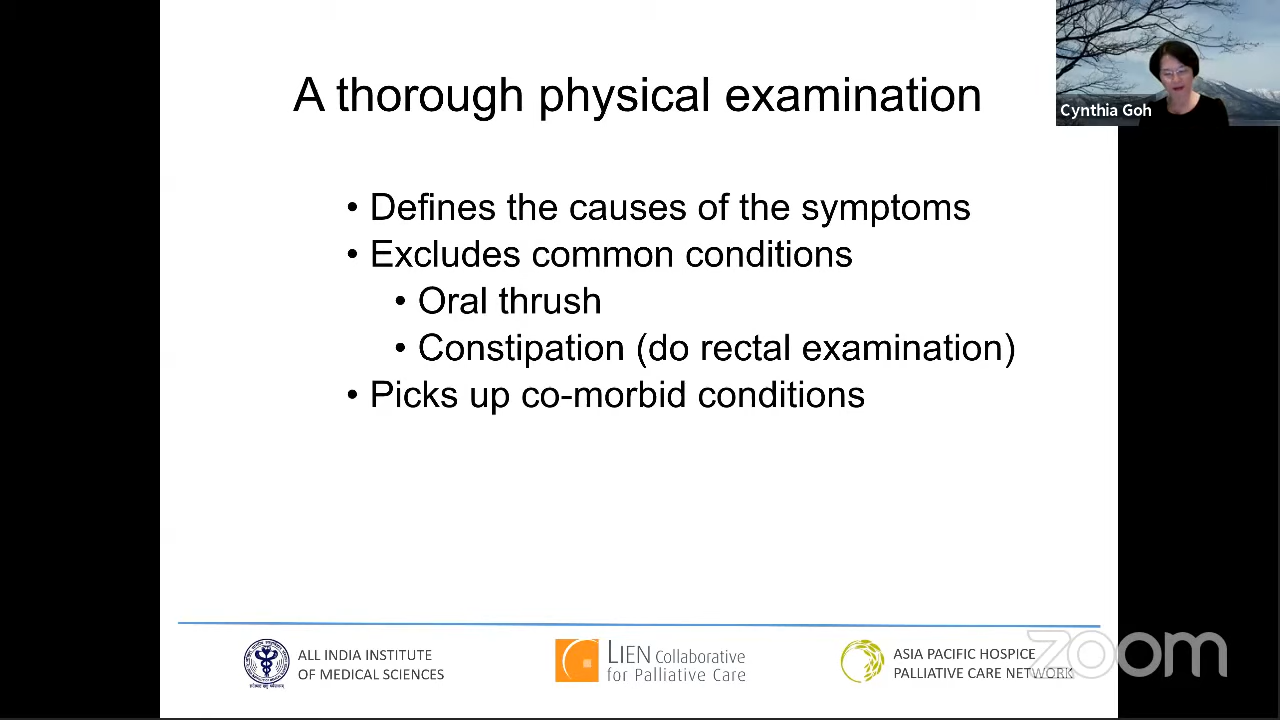 A thorough physical examination
Cynthia Goh
• Defines the causes of the symptoms
• Excludes common conditions
• Oral thrush
• Constipation (do rectal examination)
• Picks up co-morbid conditions
ALL INDIA INSTITUTE
OF MEDICAL SCIENCES
LIEN Collaborative
for Palliative Care
ASIA PACIFIC HOSPICE
PALLIATIVE CARE NETWORK
zoom